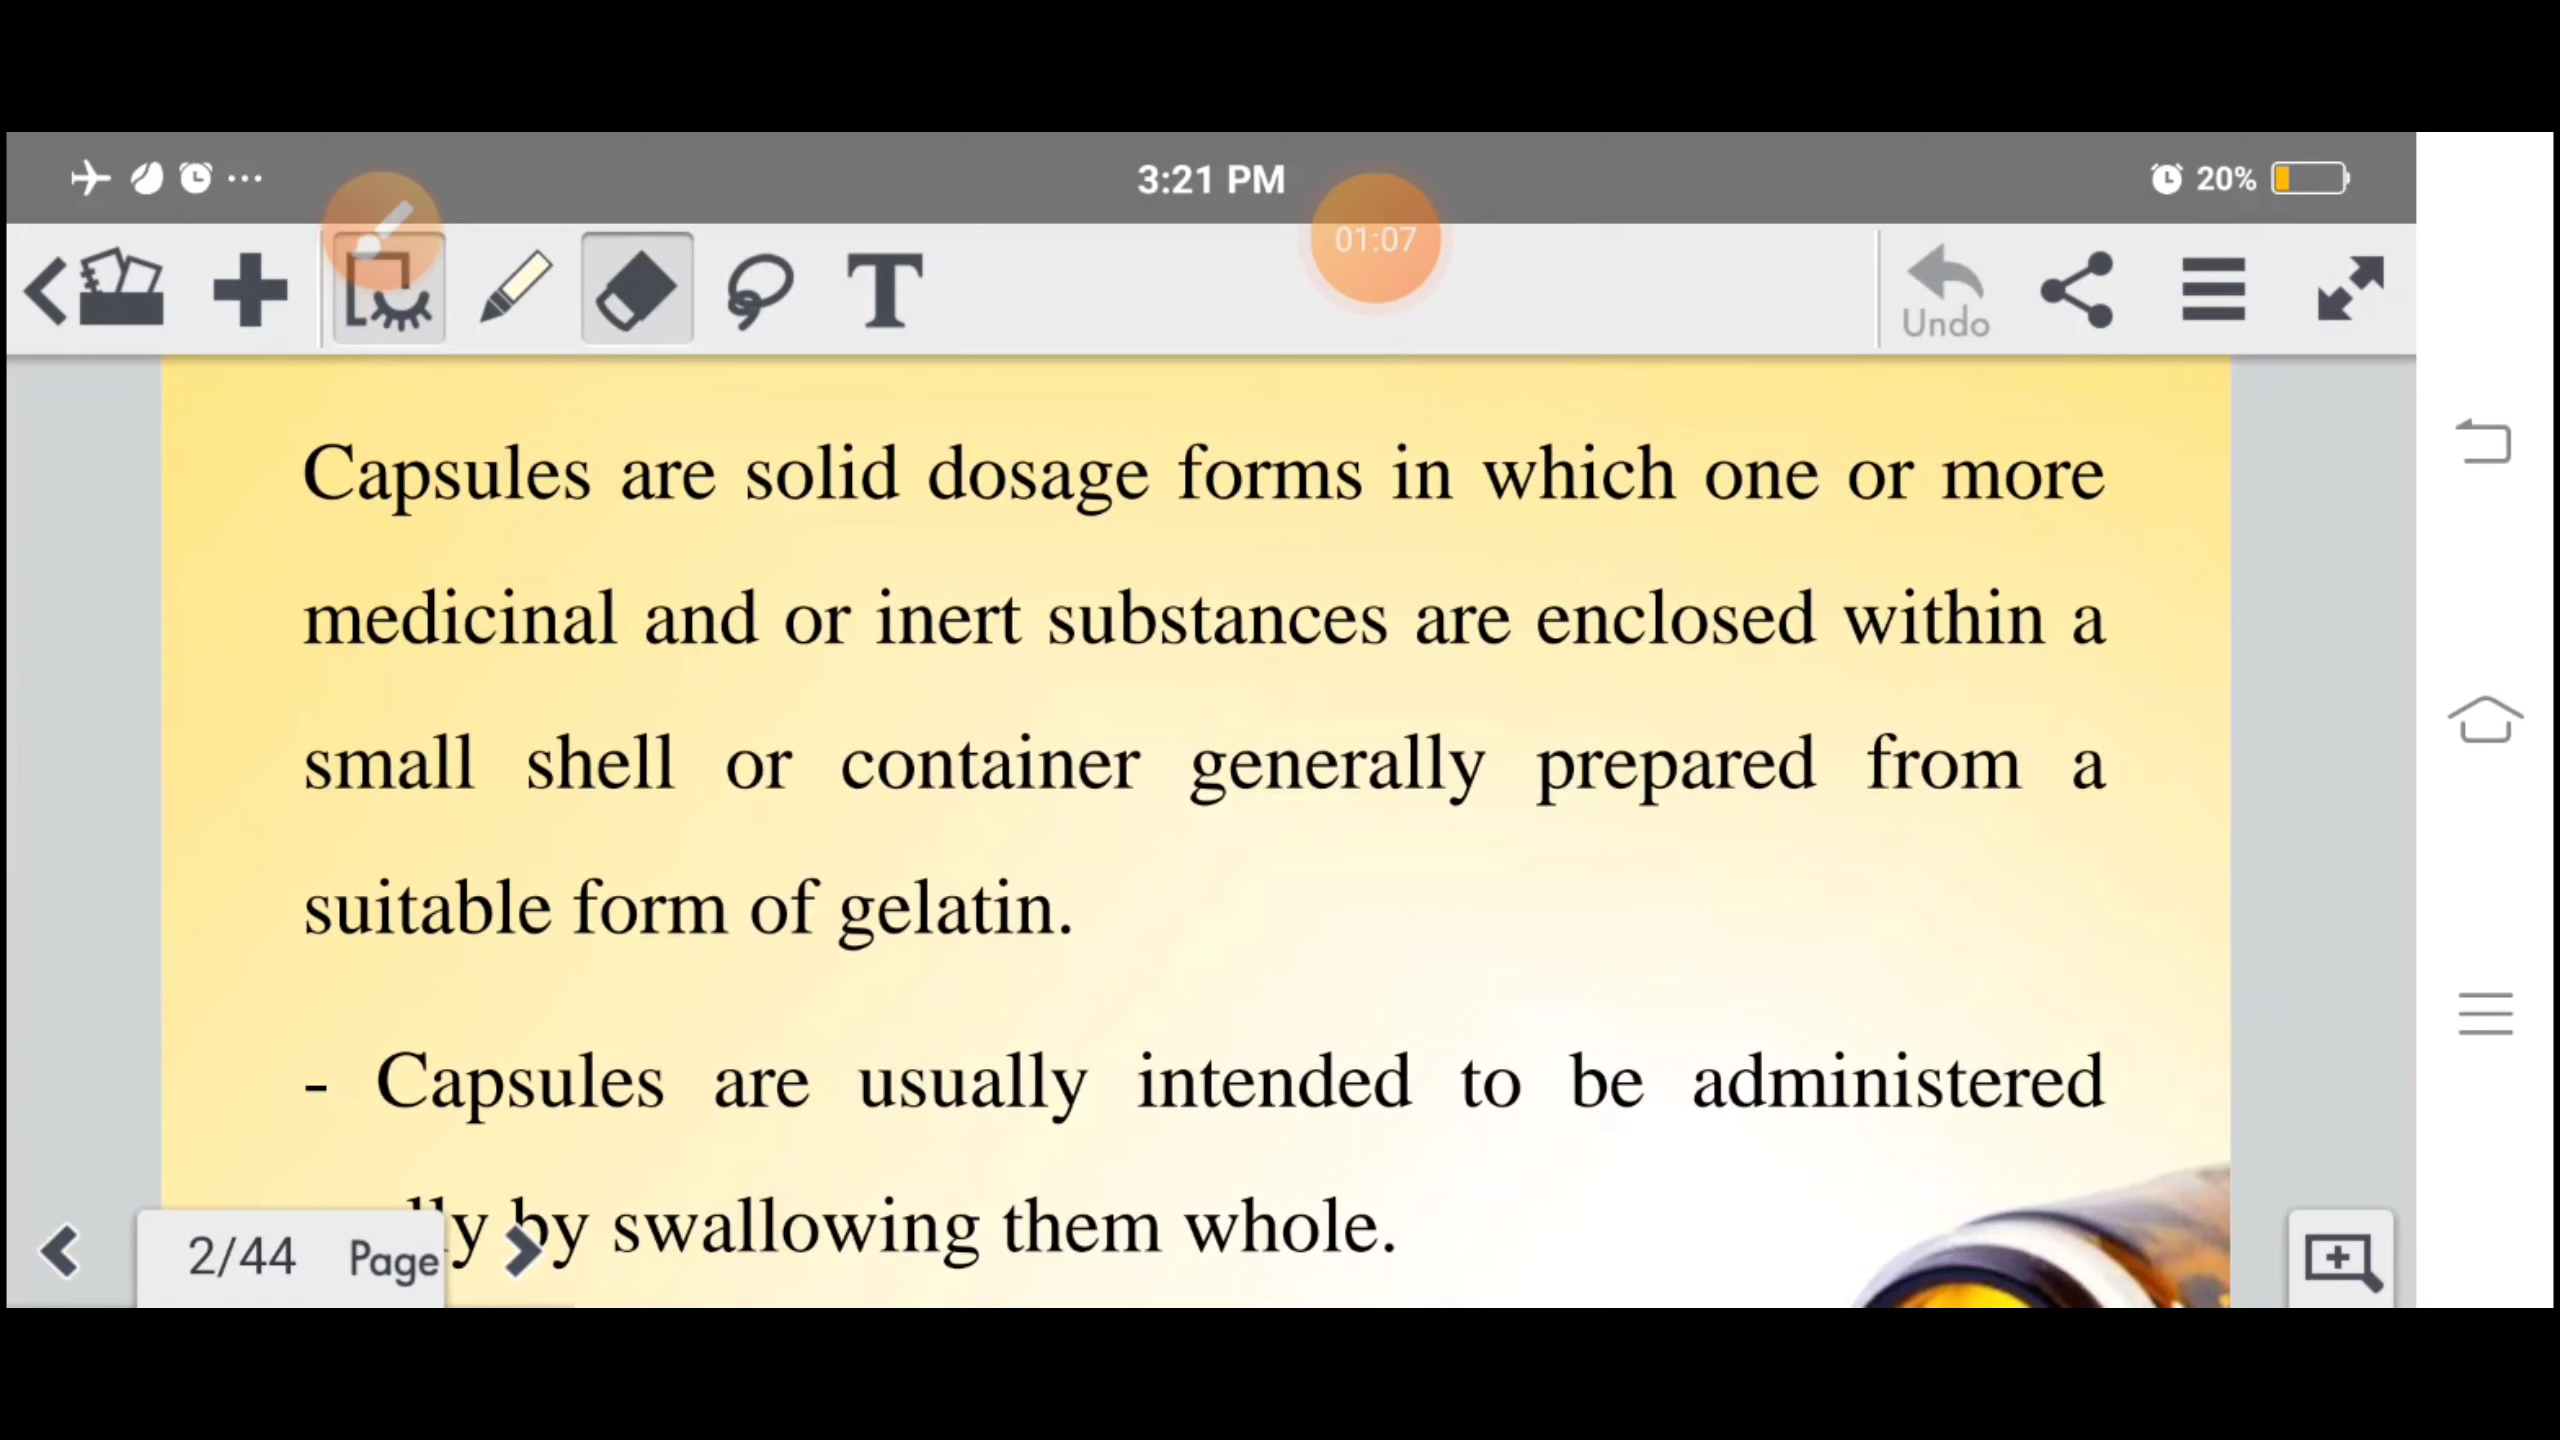 3:21 PM
20%
01:07
T
Undo
Capsules are solid dosage forms in which one or more
medicinal and or inert substances are enclosed within a
small shell or container generally prepared from a
suitable form of gelatin.
- Capsules are usually intended to be administered
by swallowing them whole.
2/44 Page